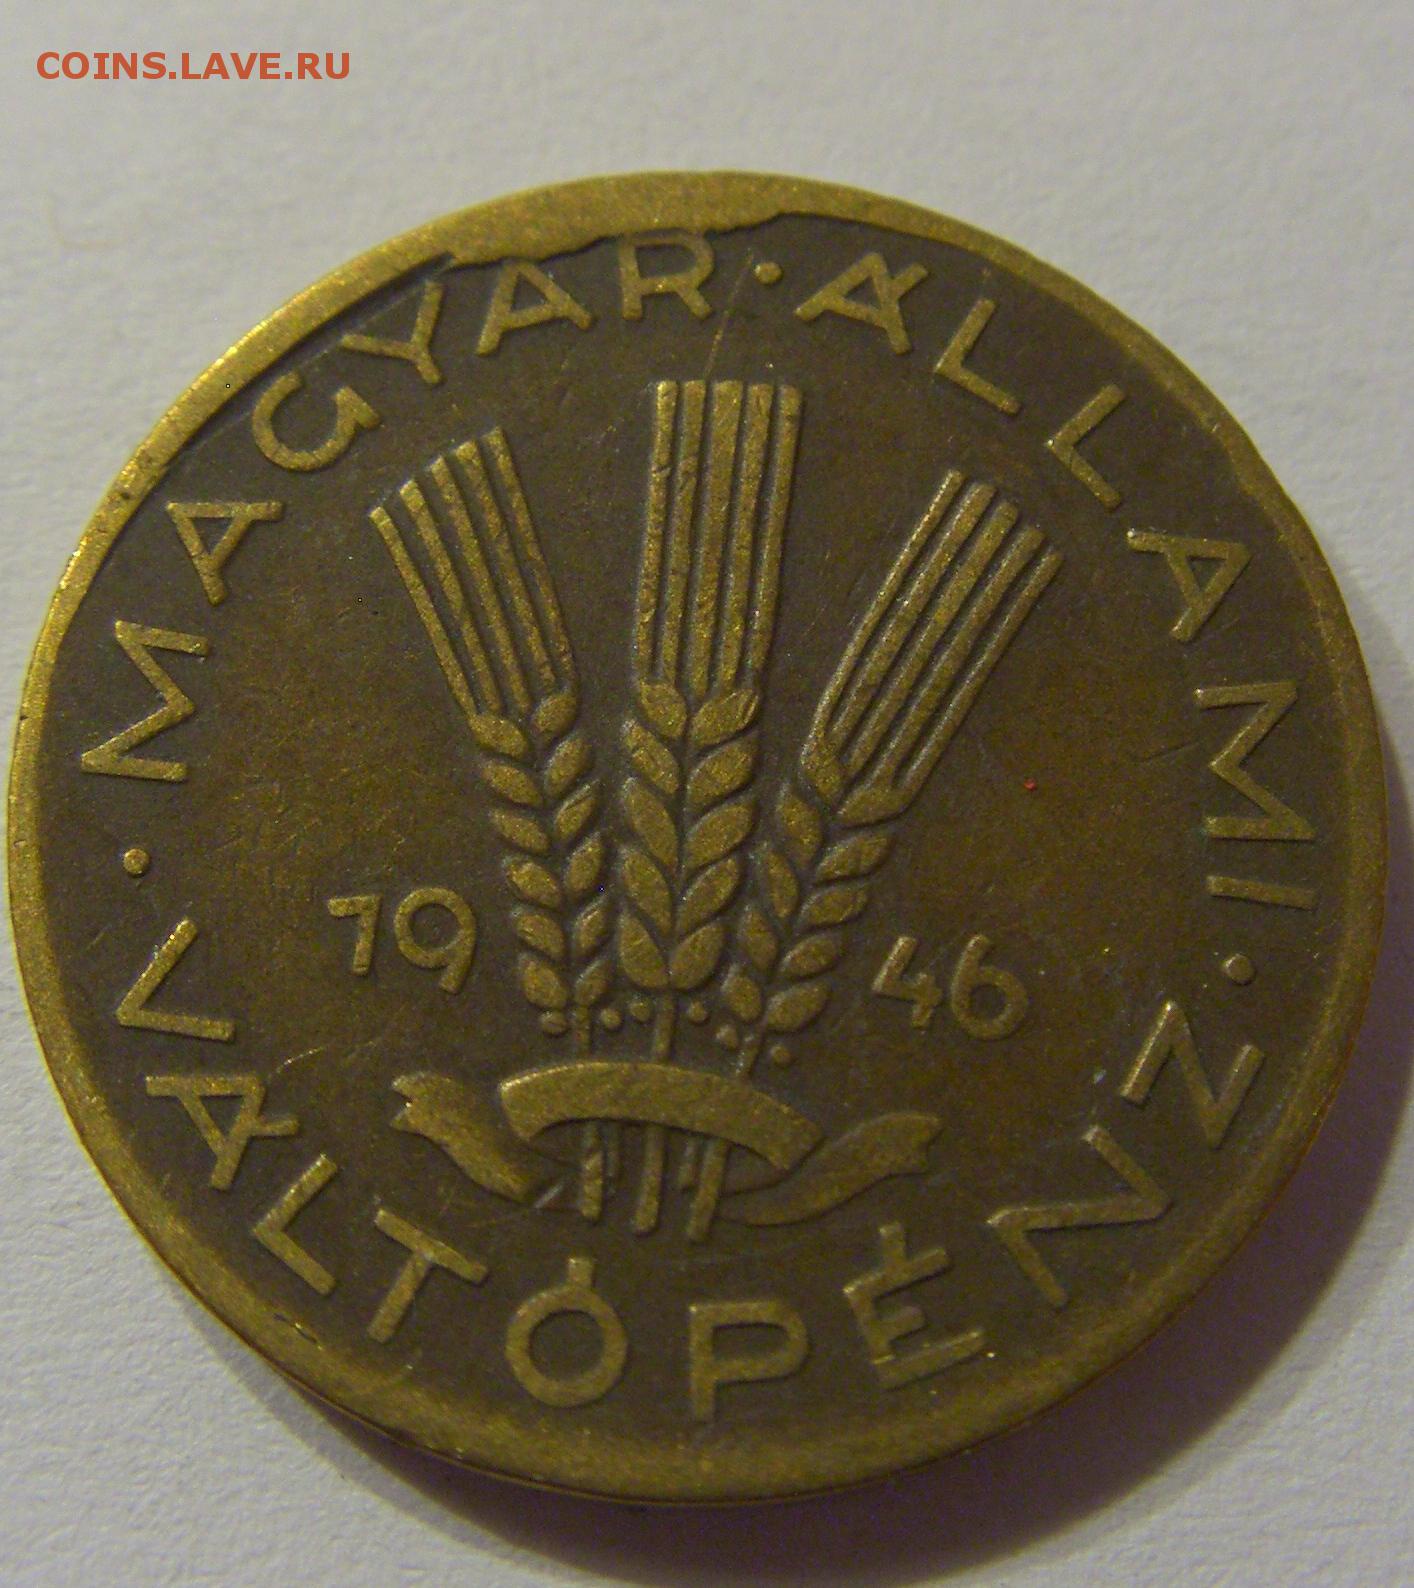 COINS.LAVE.RU
MAGYAR · ÁLLAMI · VÁLTÓPÉNZ ·
19 46